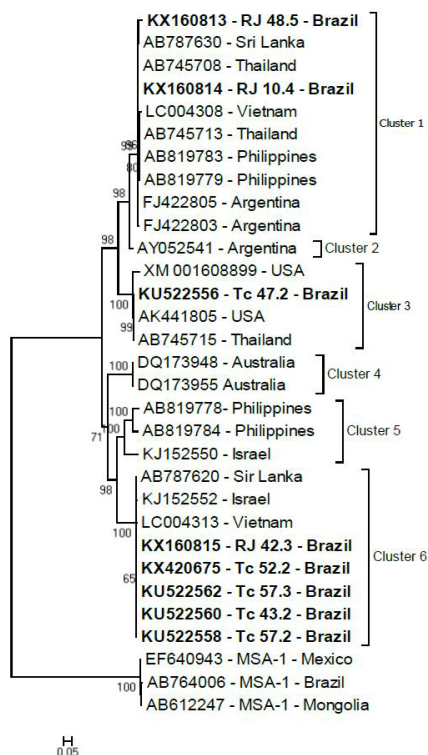 KX160813 - RJ 48.5 - Brazil
AB787630 - Sri Lanka
AB745708 - Thailand
KX160814 - RJ 10.4 - Brazil
LC004308 - Vietnam
AB745713 - Thailand
AB819783 - Philippines
AB819779 - Philippines
FJ422805 - Argentina
FJ422803 - Argentina
Cluster 1
AY052541 - Argentina
Cluster 2
XM 001608899 - USA
KU522556 - Tc 47.2 - Brazil
AK441805 - USA
AB745715 - Thailand
Cluster 3
DQ173948 - Australia
DQ173955 Australia
Cluster 4
AB819778- Philippines
AB819784 - Philippines
KJ152550 - Israel
Cluster 5
AB787620 - Sir Lanka
KJ152552 - Israel
LC004313 - Vietnam
KX160815 - RJ 42.3 - Brazil
KX420675 - Tc 52.2 - Brazil
KU522562 - Tc 57.3 - Brazil
KU522560 - Tc 43.2 - Brazil
KU522558 - Tc 57.2 - Brazil
Cluster 6
EF640943 - MSA-1 - Mexico
AB764006 - MSA-1 - Brazil
AB612247 - MSA-1 - Mongolia
80
98
98
100
99
100
71
100
100
98
100
65
100
0.05